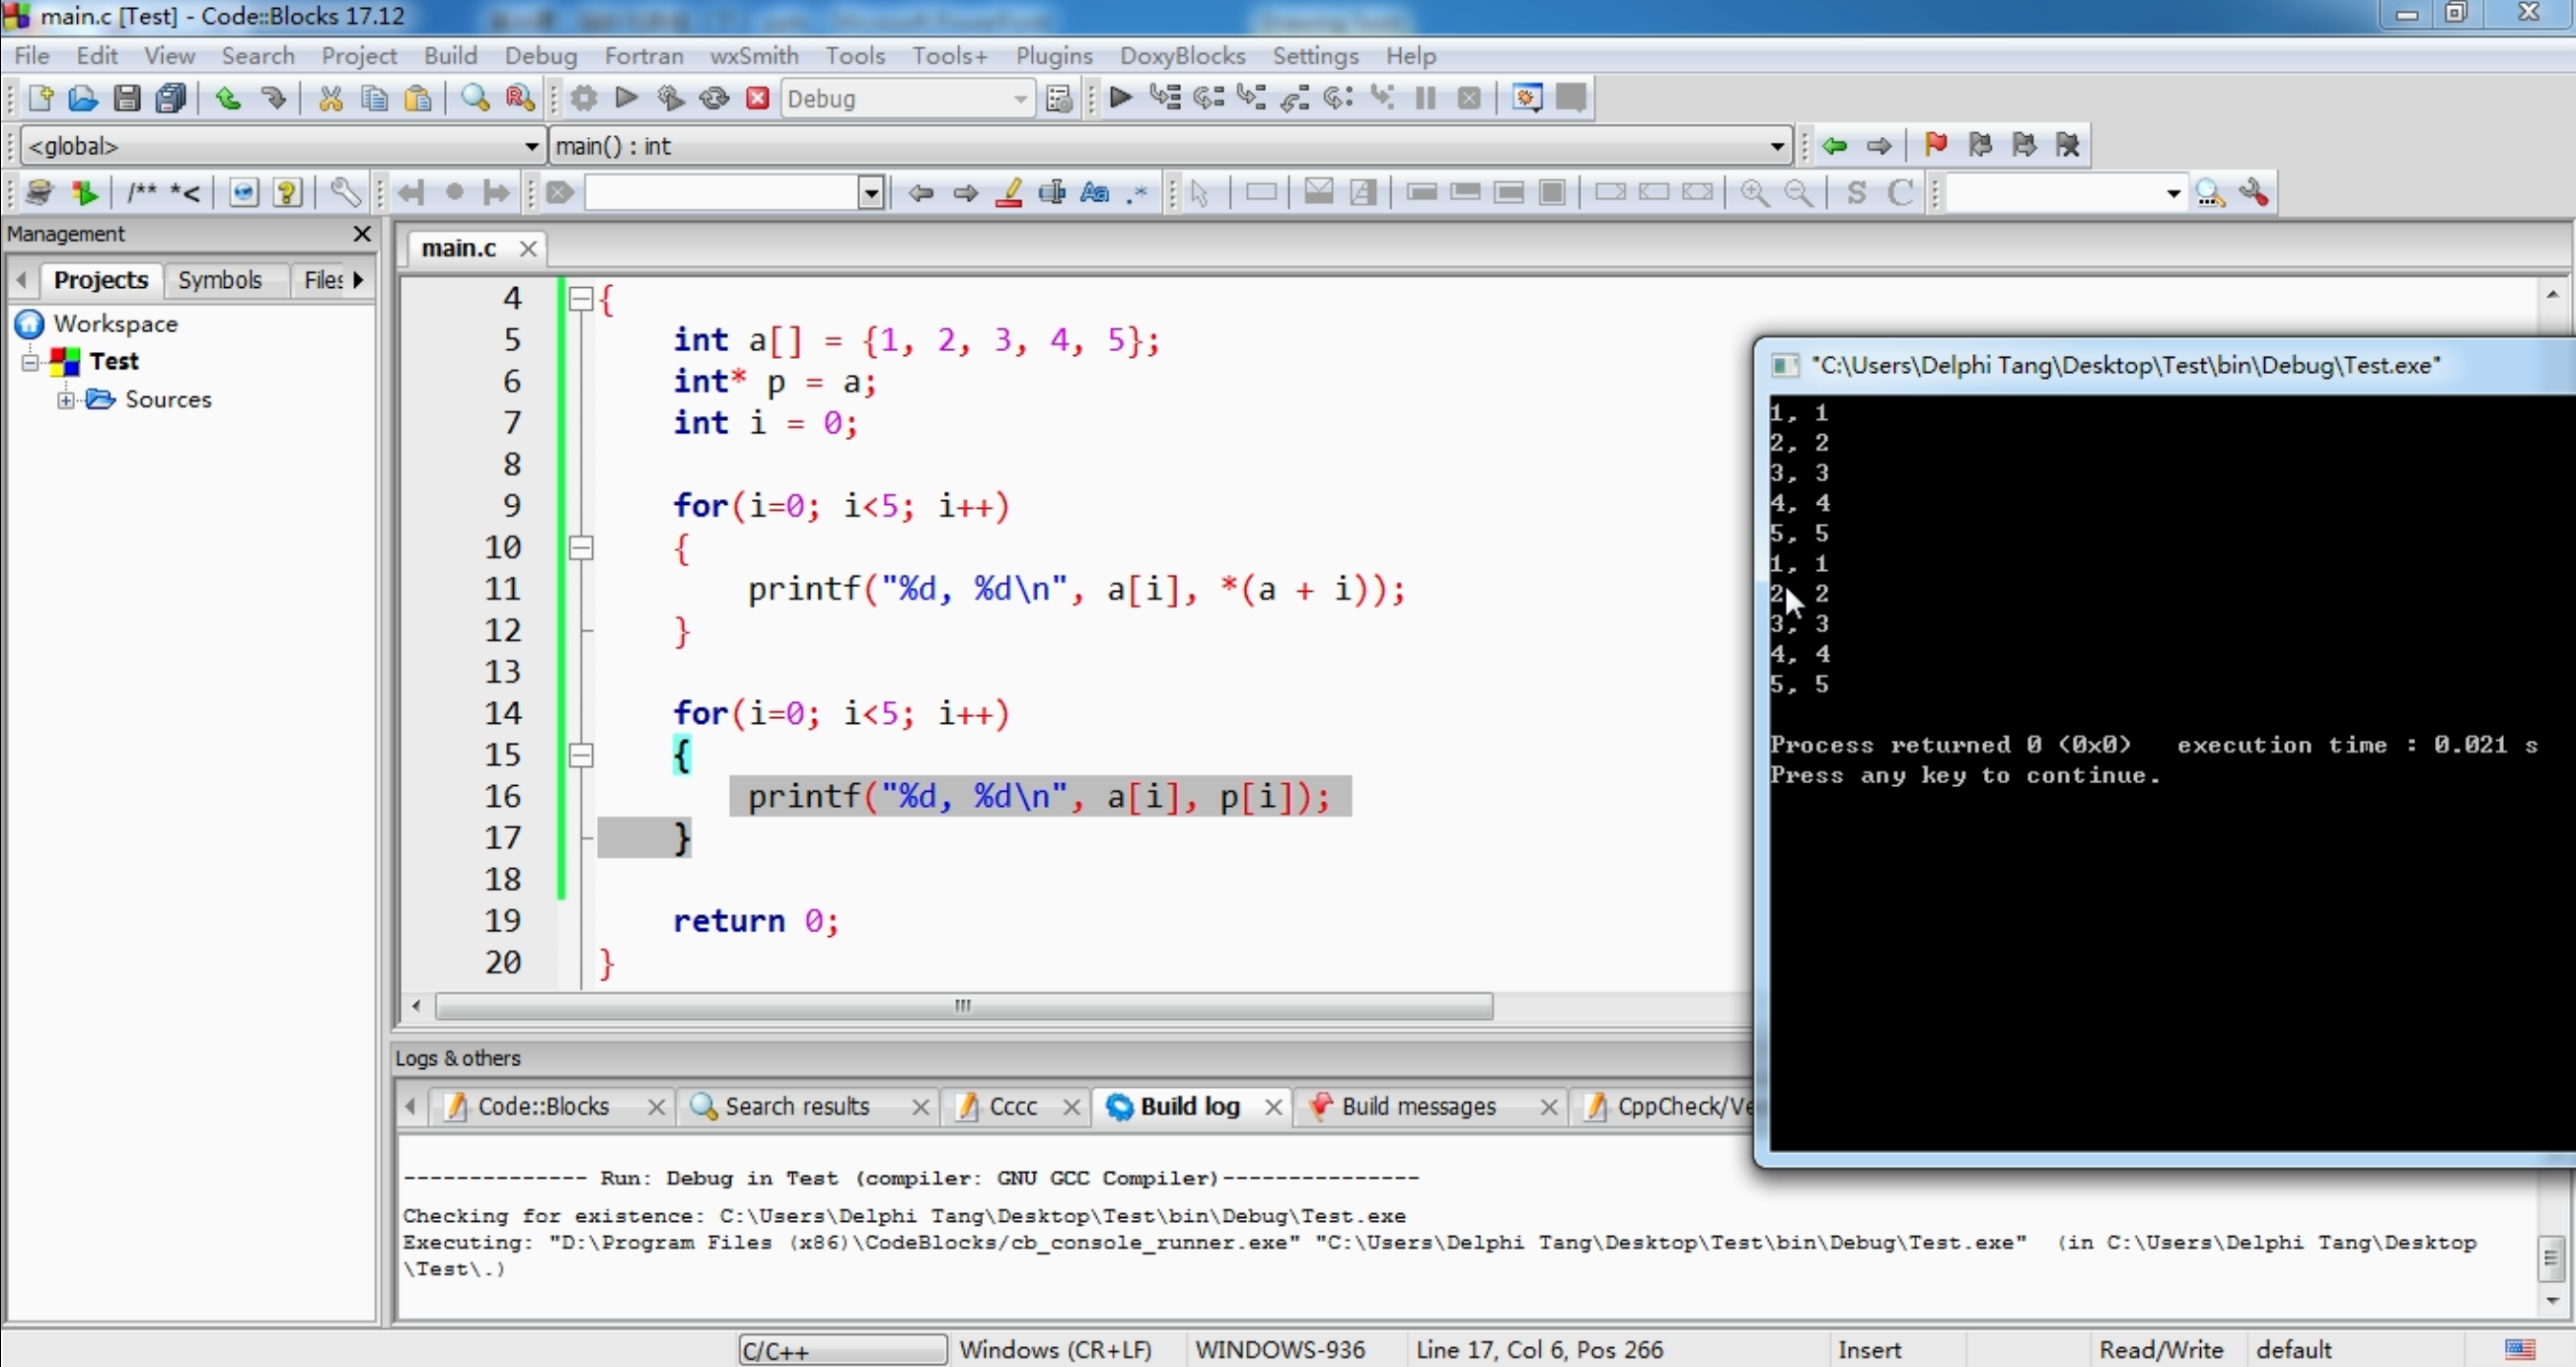 main.c [Test] - Code::Blocks 17.12
File Edit View Search Project Build Debug Fortran wxSmith Tools Tools+ Plugins DoxyBlocks Settings Help
Debug
<global> main() : int
/** *<
S C
Management
Projects Symbols Files
Workspace
Test
Sources
main.c
4 {
5 int a[] = {1, 2, 3, 4, 5};
6 int* p = a;
7 int i = 0;
8
9 for(i=0; i<5; i++)
10 {
11 printf("%d, %d\n", a[i], *(a + i));
12 }
13
14 for(i=0; i<5; i++)
15 {
16 printf("%d, %d\n", a[i], p[i]);
17 }
18
19 return 0;
20 }
"C:\Users\Delphi Tang\Desktop\Test\bin\Debug\Test.exe"
1, 1
2, 2
3, 3
4, 4
5, 5
1, 1
2, 2
3, 3
4, 4
5, 5
Process returned 0 (0x0) execution time : 0.021 s
Press any key to continue.
Logs & others
Code::Blocks Search results Cccc Build log Build messages CppCheck/Ve
-------------- Run: Debug in Test (compiler: GNU GCC Compiler)---------------
Checking for existence: C:\Users\Delphi Tang\Desktop\Test\bin\Debug\Test.exe
Executing: "D:\Program Files (x86)\CodeBlocks/cb_console_runner.exe" "C:\Users\Delphi Tang\Desktop\Test\bin\Debug\Test.exe" (in C:\Users\Delphi Tang\Desktop
\Test\.)
C/C++ Windows (CR+LF) WINDOWS-936 Line 17, Col 6, Pos 266 Insert Read/Write default